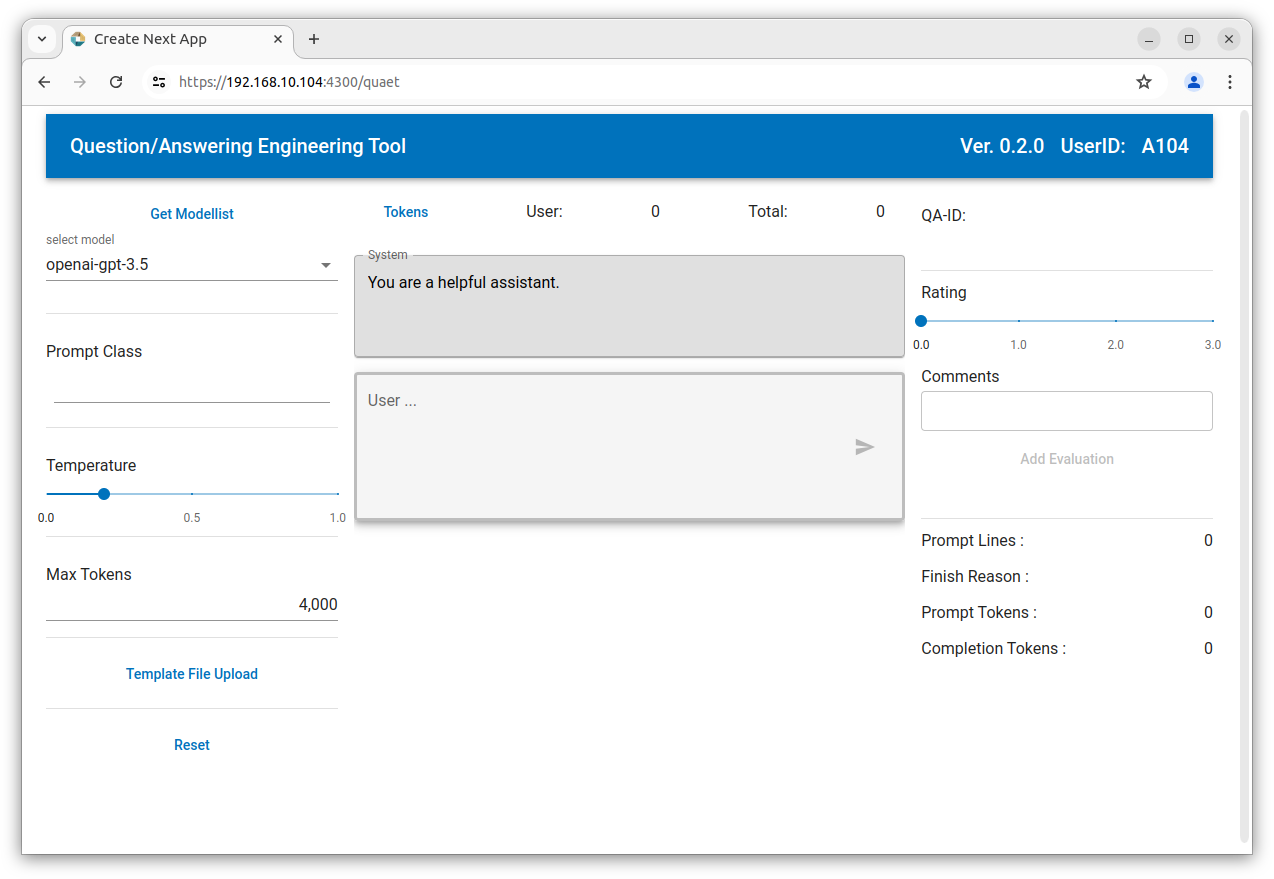 Create Next App
https://192.168.10.104:4300/quaet
Question/Answering Engineering Tool Ver. 0.2.0 UserID: A104
Get Modellist
select model
openai-gpt-3.5
Prompt Class
Temperature
0.0 0.5 1.0
Max Tokens
4,000
Template File Upload
Reset
Tokens User: 0 Total: 0
System
You are a helpful assistant.
User ...
QA-ID:
Rating
0.0 1.0 2.0 3.0
Comments
Add Evaluation
Prompt Lines : 0
Finish Reason :
Prompt Tokens : 0
Completion Tokens : 0